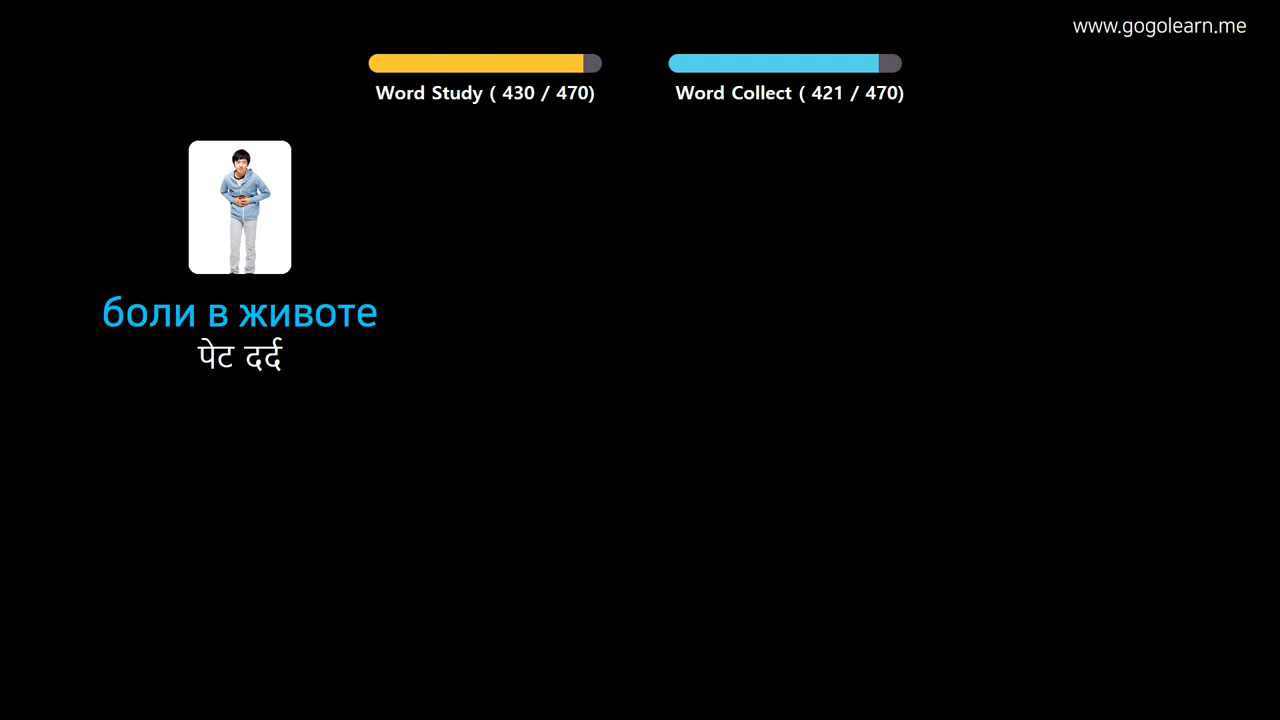 www.gogolearn.me
Word Study ( 430 / 470)
Word Collect ( 421 / 470)
боли в животе
पेट दर्द